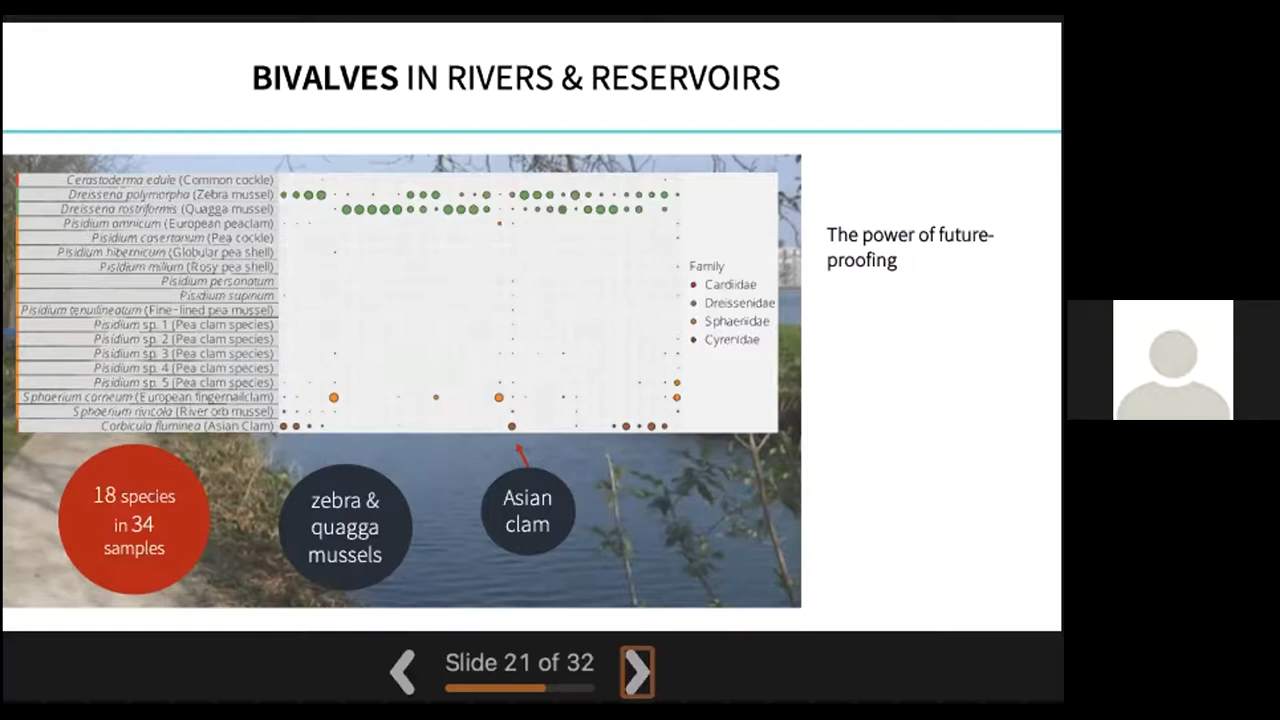 BIVALVES IN RIVERS & RESERVOIRS
Cerastoderma edule (Common cockle)
Dreissena polymorpha (Zebra mussel)
Dreissena rostriformis (Quagga mussel)
Pisidium amnicum (European peaclam)
Pisidium casertanum (Pea cockle)
Pisidium hibernicum (Globular pea shell)
Pisidium milium (Rosy pea shell)
Pisidium personatum
Pisidium supinum
Pisidium tenuilineatum (Fine-lined pea mussel)
Pisidium sp. 1 (Pea clam species)
Pisidium sp. 2 (Pea clam species)
Pisidium sp. 3 (Pea clam species)
Pisidium sp. 4 (Pea clam species)
Pisidium sp. 5 (Pea clam species)
Sphaerium corneum (European fingernailclam)
Sphaerium rivicola (River orb mussel)
Corbicula fluminea (Asian Clam)
Family
Cardiidae
Dreissenidae
Sphaeriidae
Cyrenidae
The power of future-
proofing
18 species
in 34
samples
zebra &
quagga
mussels
Asian
clam
Slide 21 of 32